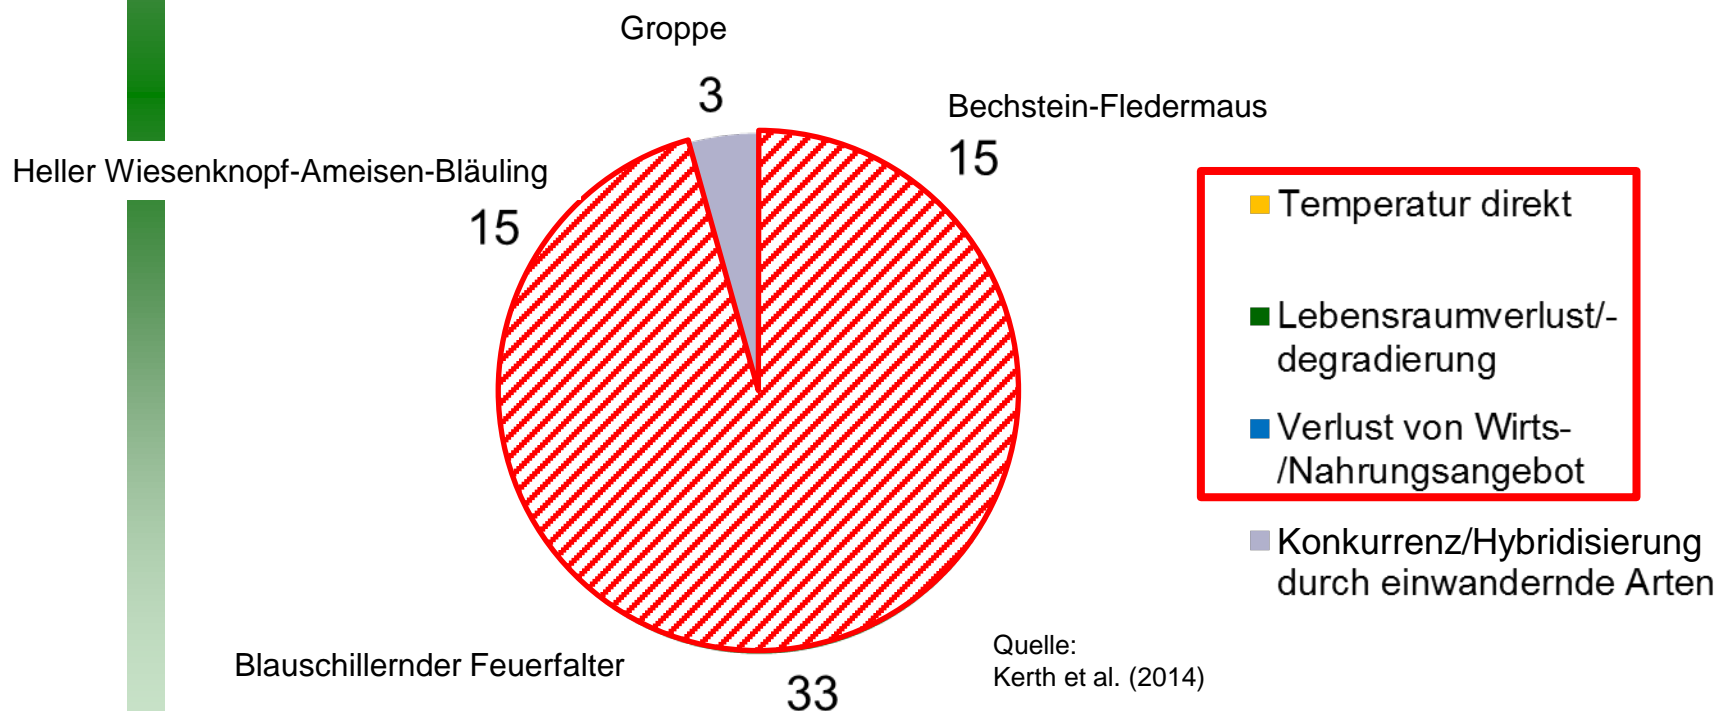 Groppe
3
Bechstein-Fledermaus
15
Heller Wiesenknopf-Ameisen-Bläuling
15
Temperatur direkt
Lebensraumverlust/-
degradierung
Verlust von Wirts-
/Nahrungsangebot
Konkurrenz/Hybridisierung
durch einwandernde Arten
Blauschillernder Feuerfalter
33
Quelle:
Kerth et al. (2014)